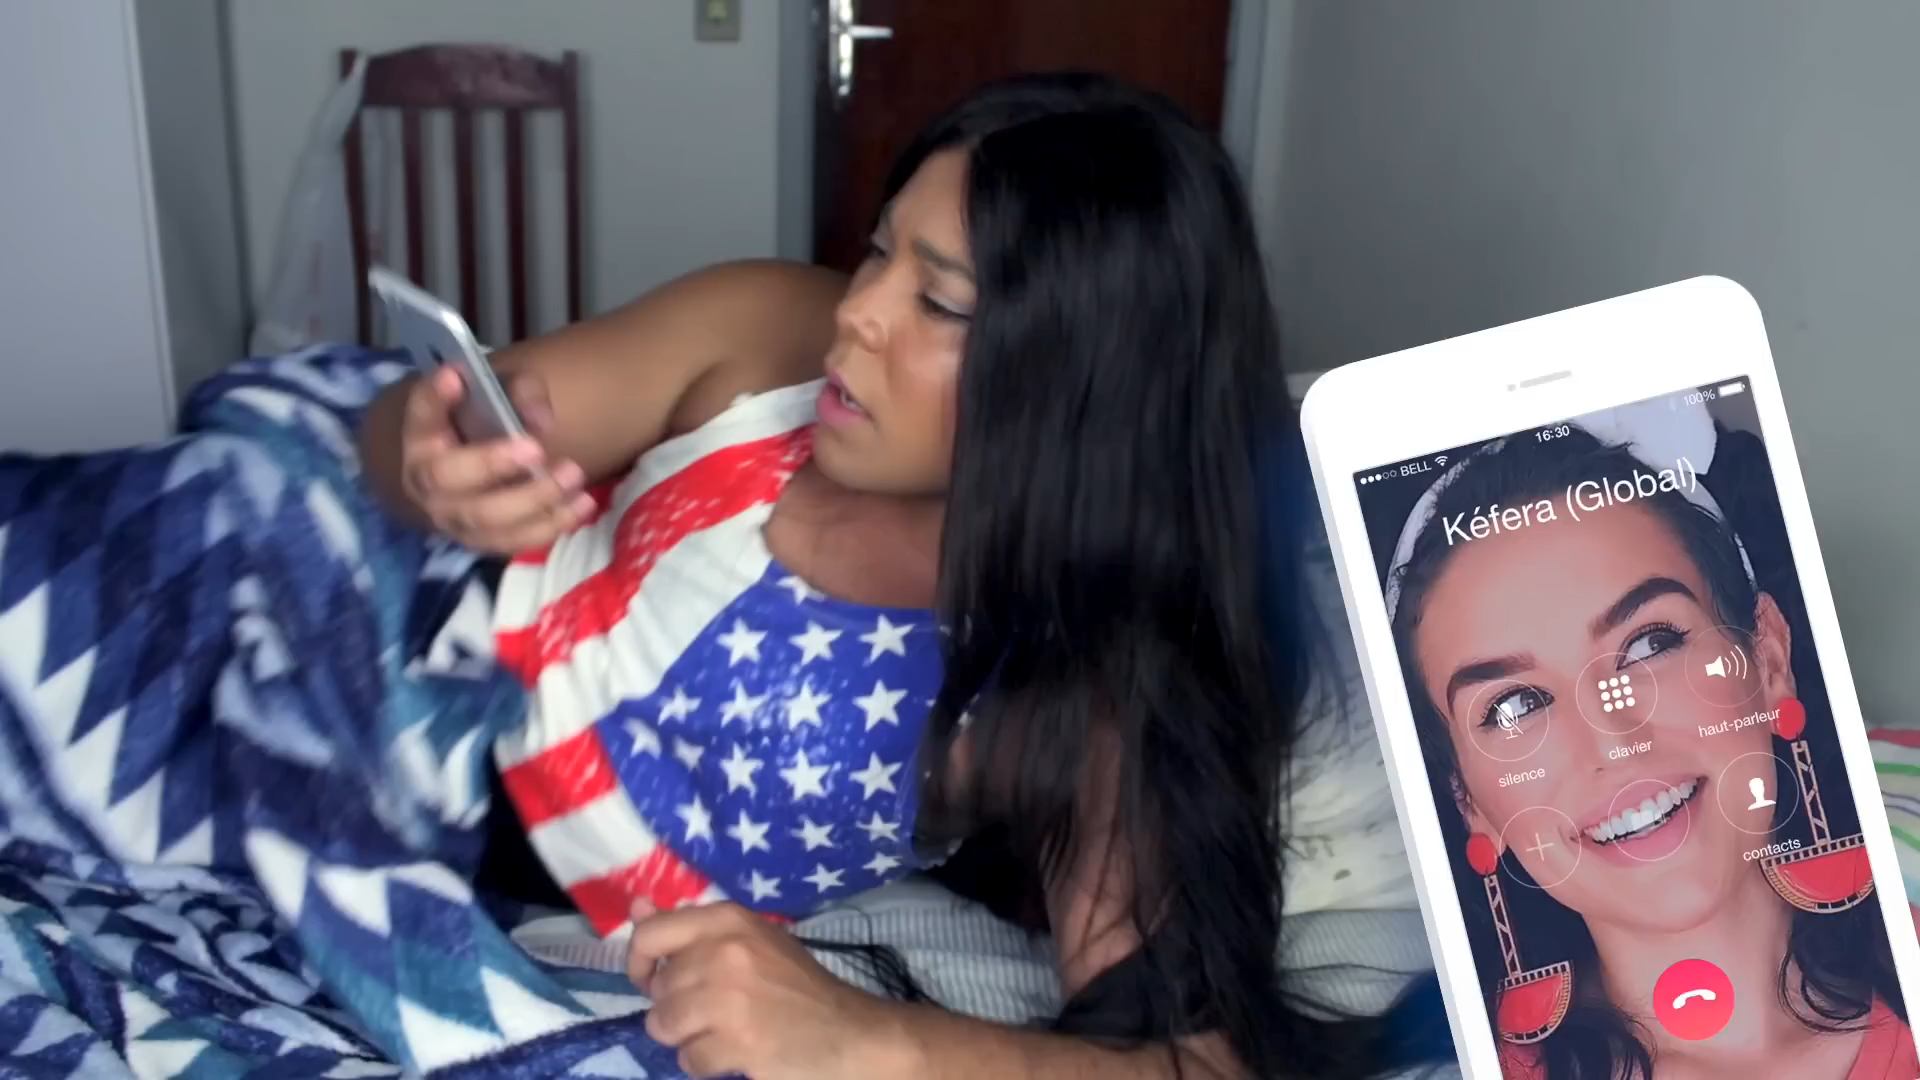 100%
16:30
BELL
Kéfera (Global)
silence
clavier
haut-parleur
contacts